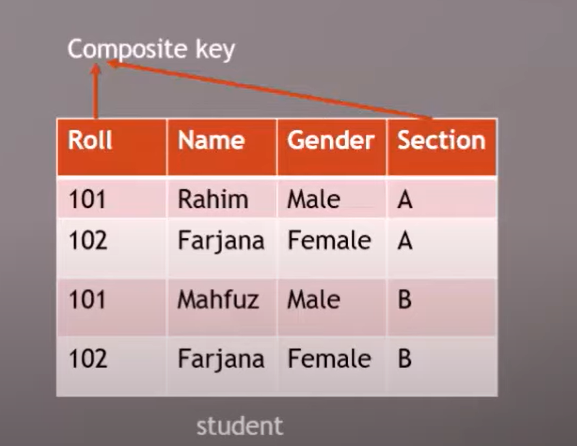 Composite key
Roll Name Gender Section
101 Rahim Male A
102 Farjana Female A
101 Mahfuz Male B
102 Farjana Female B
student